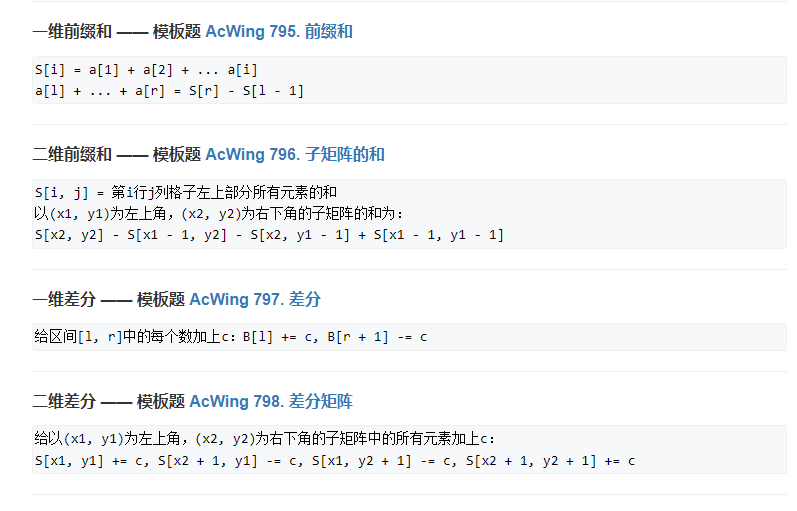 一维前缀和 —— 模板题 AcWing 795. 前缀和
S[i] = a[1] + a[2] + ... a[i]
a[l] + ... + a[r] = S[r] - S[l - 1]
二维前缀和 —— 模板题 AcWing 796. 子矩阵的和
S[i, j] = 第i行j列格子左上部分所有元素的和
以(x1, y1)为左上角，(x2, y2)为右下角的子矩阵的和为：
S[x2, y2] - S[x1 - 1, y2] - S[x2, y1 - 1] + S[x1 - 1, y1 - 1]
一维差分 —— 模板题 AcWing 797. 差分
给区间[l, r]中的每个数加上c：B[l] += c, B[r + 1] -= c
二维差分 —— 模板题 AcWing 798. 差分矩阵
给以(x1, y1)为左上角，(x2, y2)为右下角的子矩阵中的所有元素加上c：
S[x1, y1] += c, S[x2 + 1, y1] -= c, S[x1, y2 + 1] -= c, S[x2 + 1, y2 + 1] += c